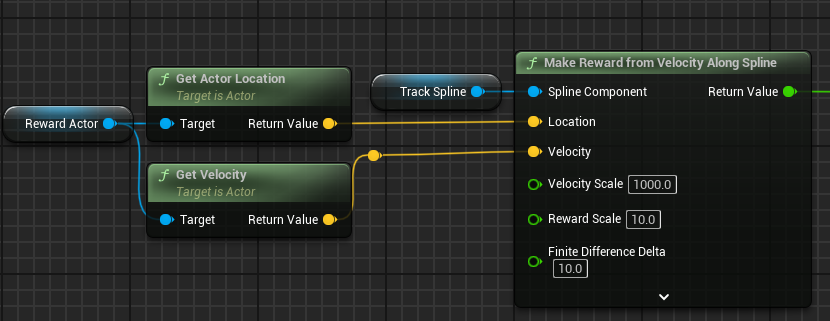 Reward Actor
Get Actor Location
Target is Actor
Target Return Value
Get Velocity
Target is Actor
Target Return Value
Track Spline
Make Reward from Velocity Along Spline
Spline Component Return Value
Location
Velocity
Velocity Scale 1000.0
Reward Scale 10.0
Finite Difference Delta
10.0